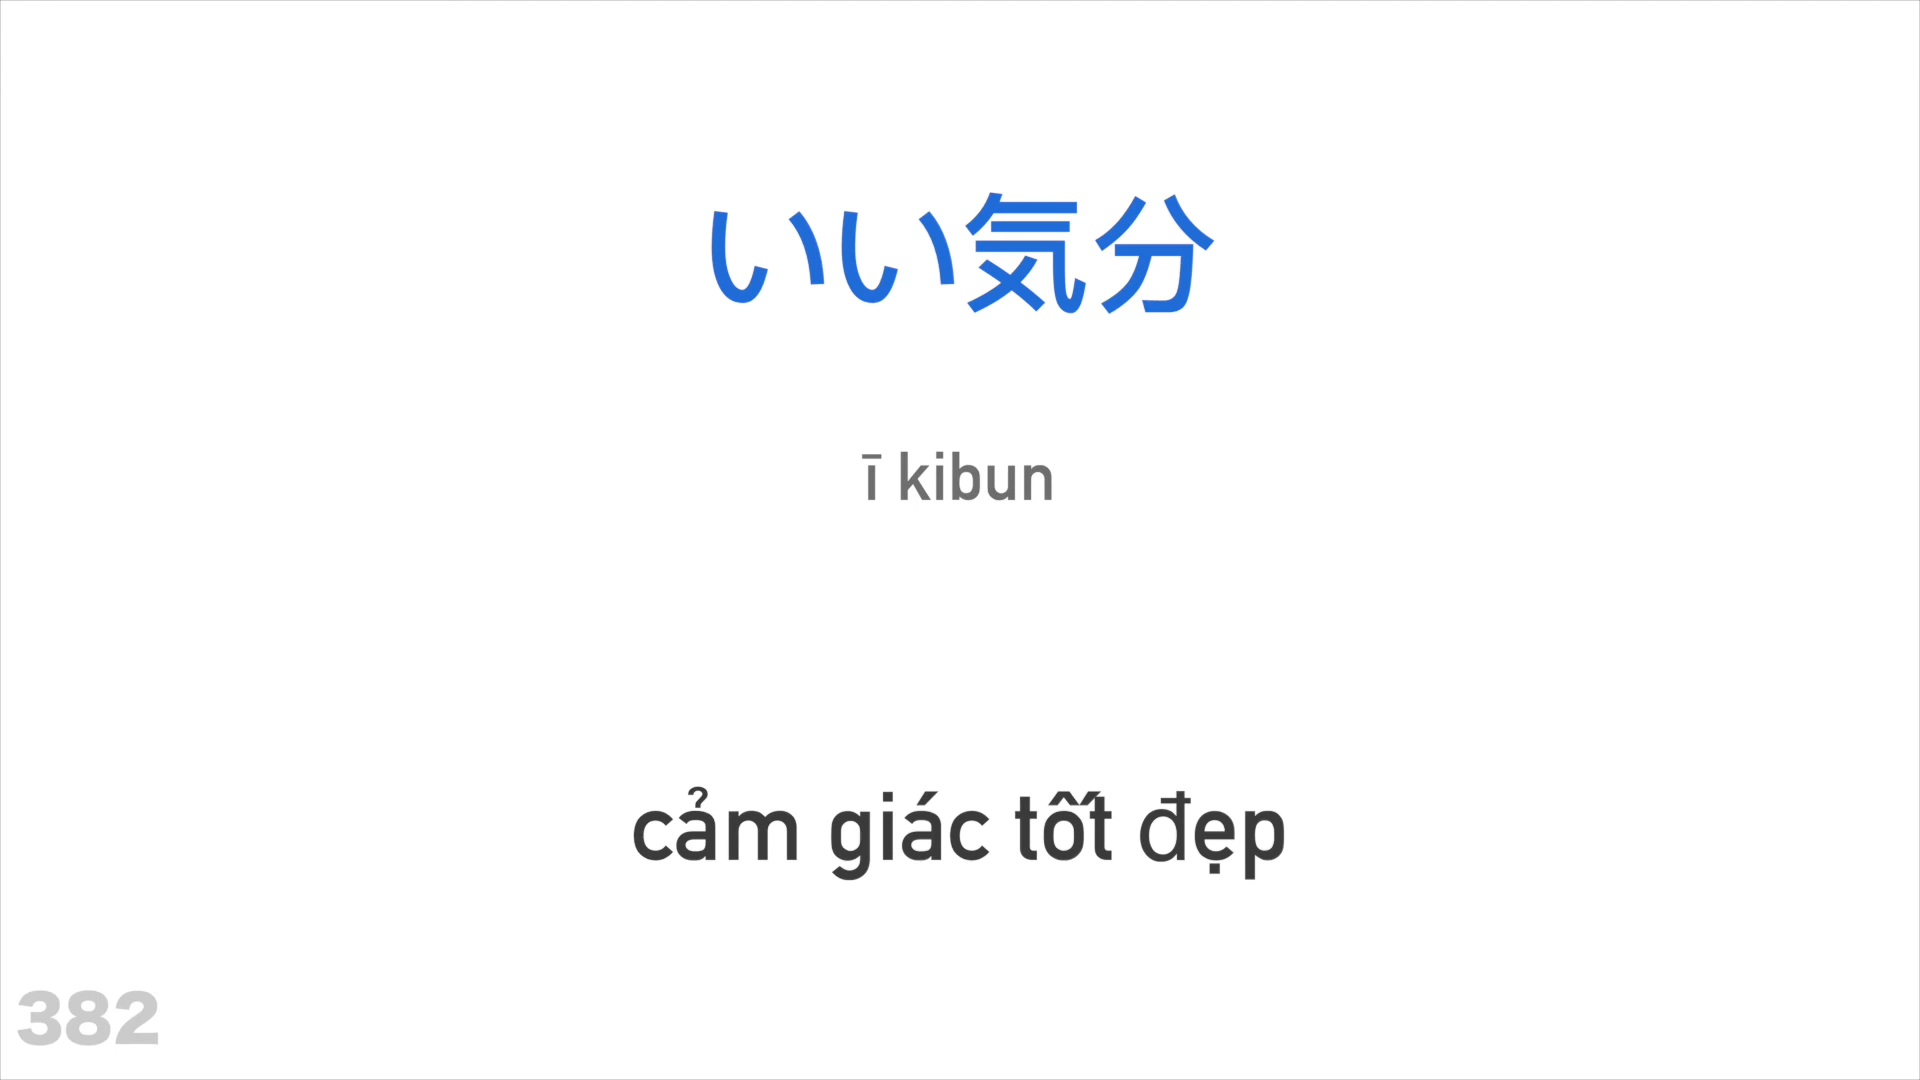 いい気分
ī kibun
cảm giác tốt đẹp
382